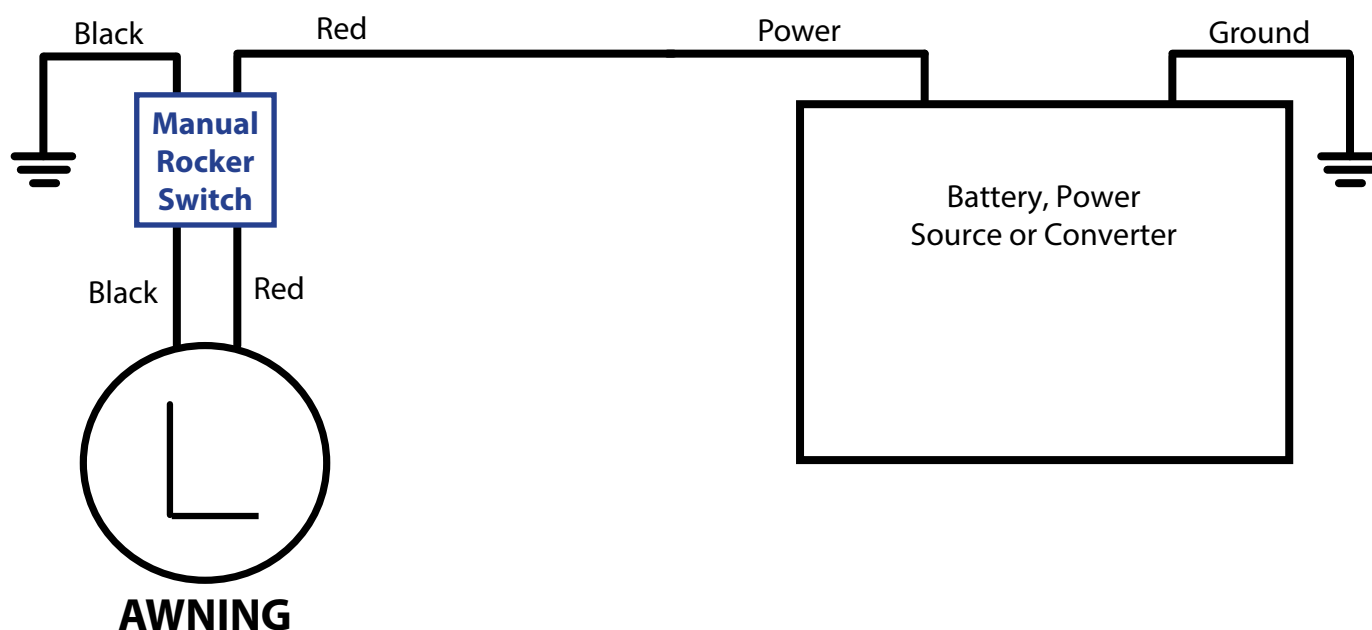 Black
Red
Power
Ground
Manual
Rocker
Switch
Battery, Power
Source or Converter
Black
Red
AWNING